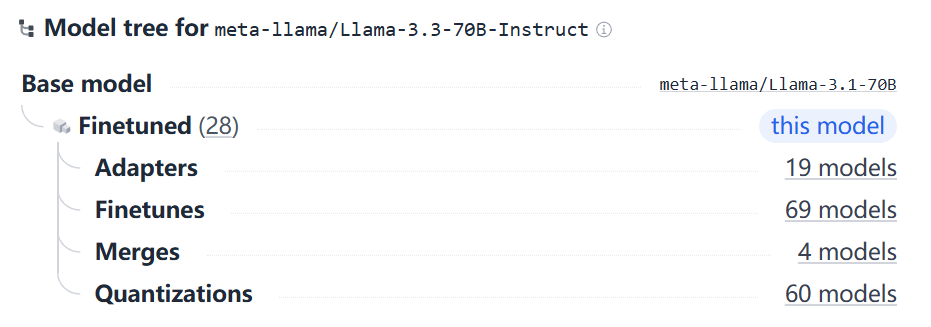 Model tree for meta-llama/Llama-3.3-70B-Instruct
Base model meta-llama/Llama-3.1-70B
Finetuned (28) this model
Adapters 19 models
Finetunes 69 models
Merges 4 models
Quantizations 60 models